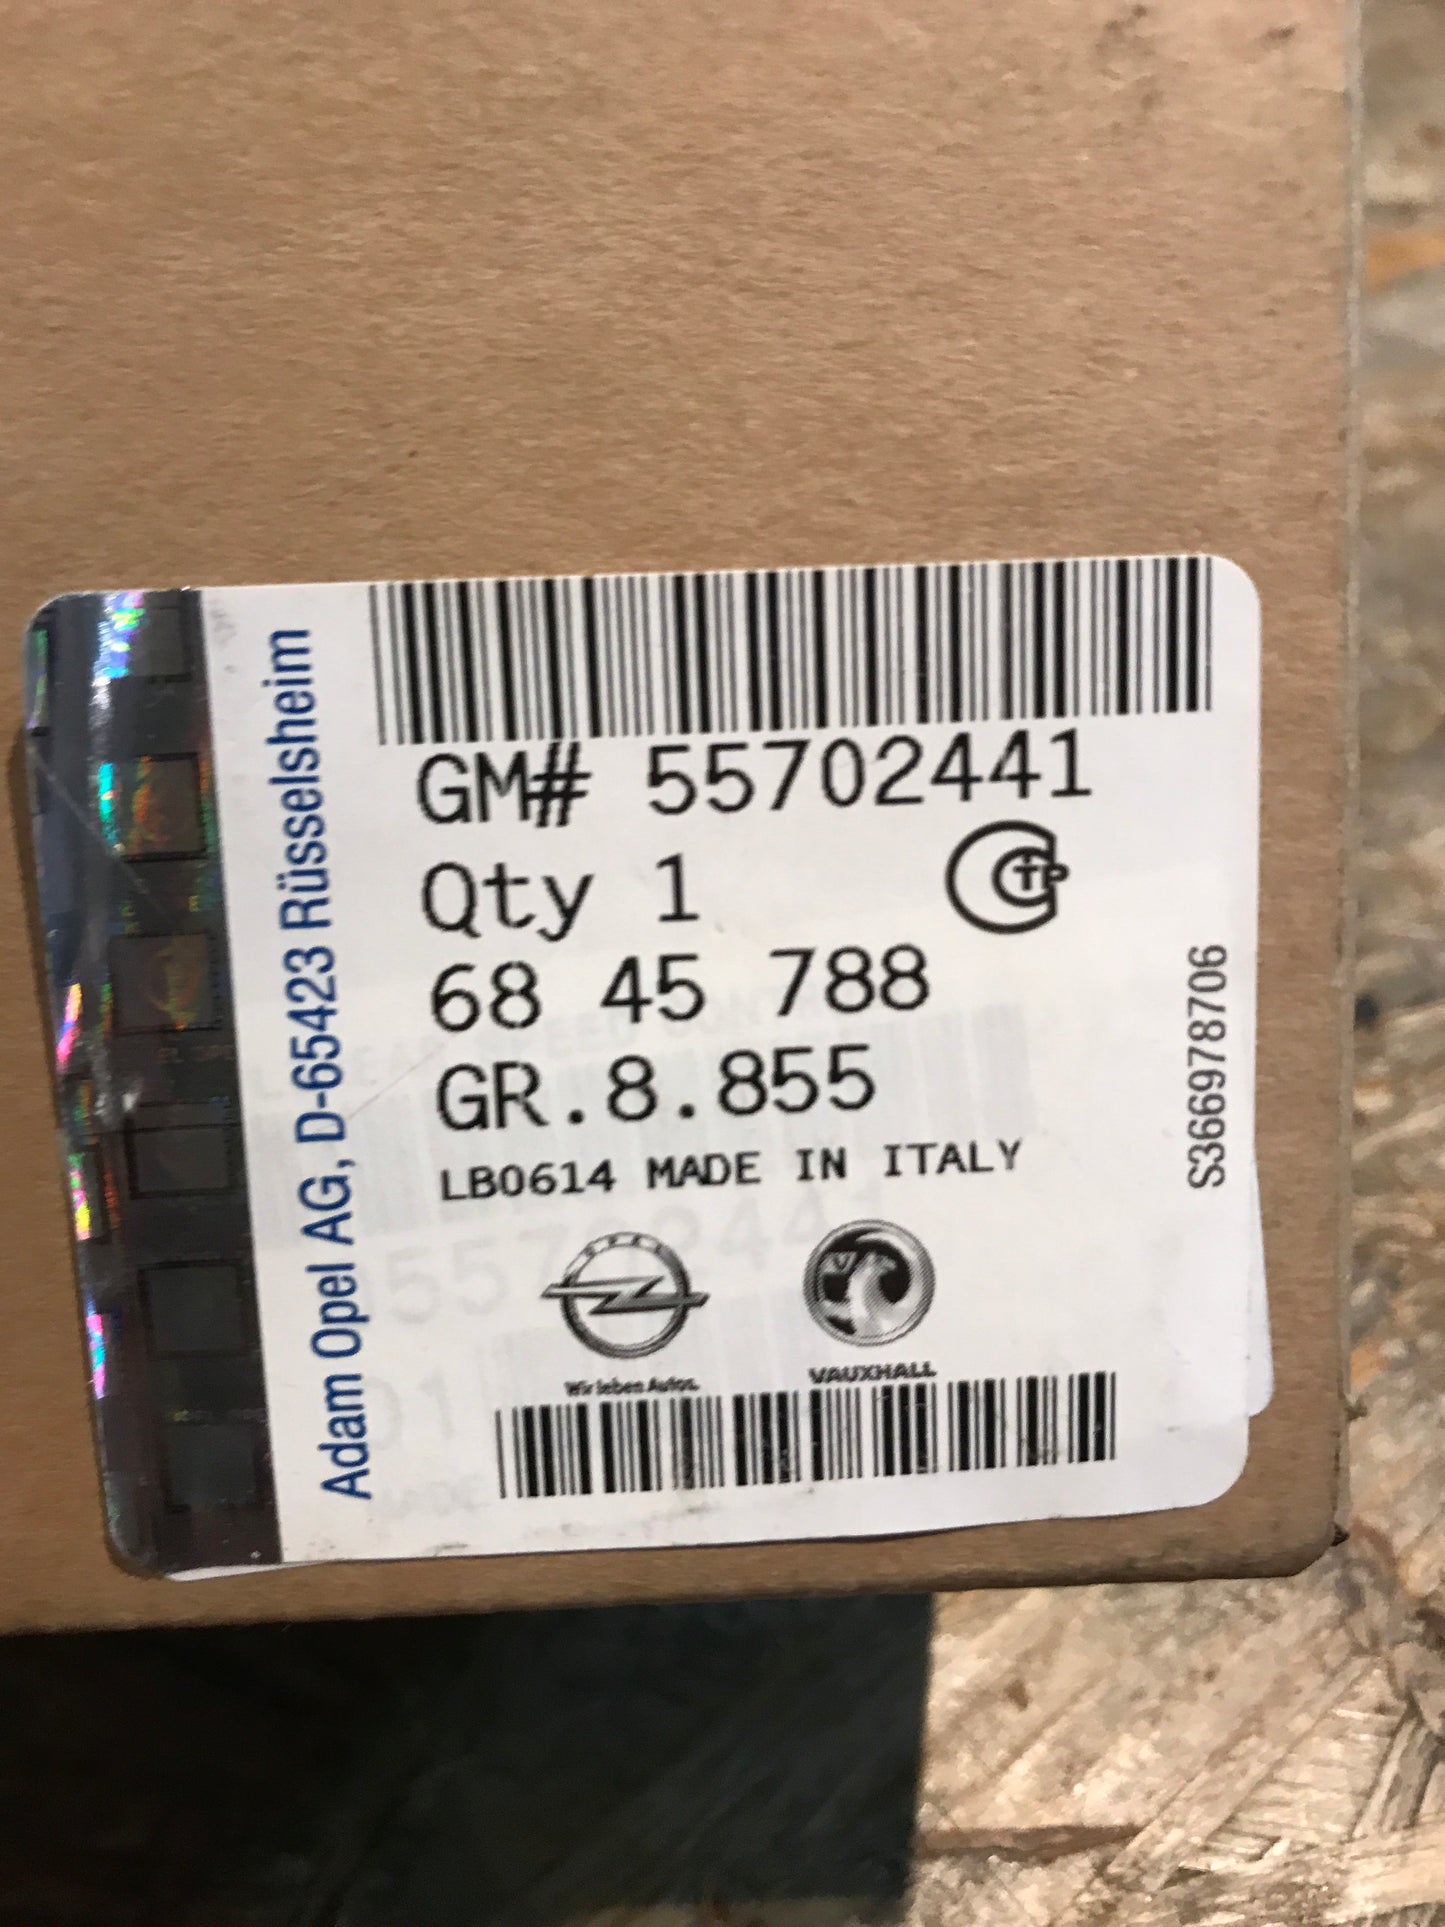 Adam Opel AG, D-65423 Rüsselsheim
GM# 55702441
Qty 1
68 45 788
GR.8.855
LB0614 MADE IN ITALY
S366978706
OPEL
Wir leben Autos.
VAUXHALL